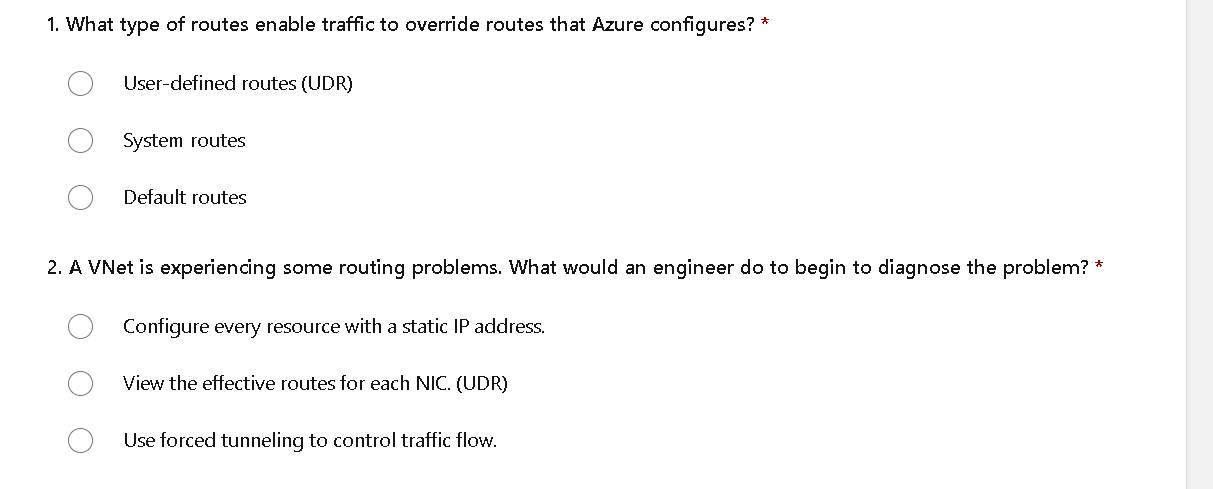 1. What type of routes enable traffic to override routes that Azure configures? *
User-defined routes (UDR)
System routes
Default routes
2. A VNet is experiencing some routing problems. What would an engineer do to begin to diagnose the problem? *
Configure every resource with a static IP address.
View the effective routes for each NIC. (UDR)
Use forced tunneling to control traffic flow.